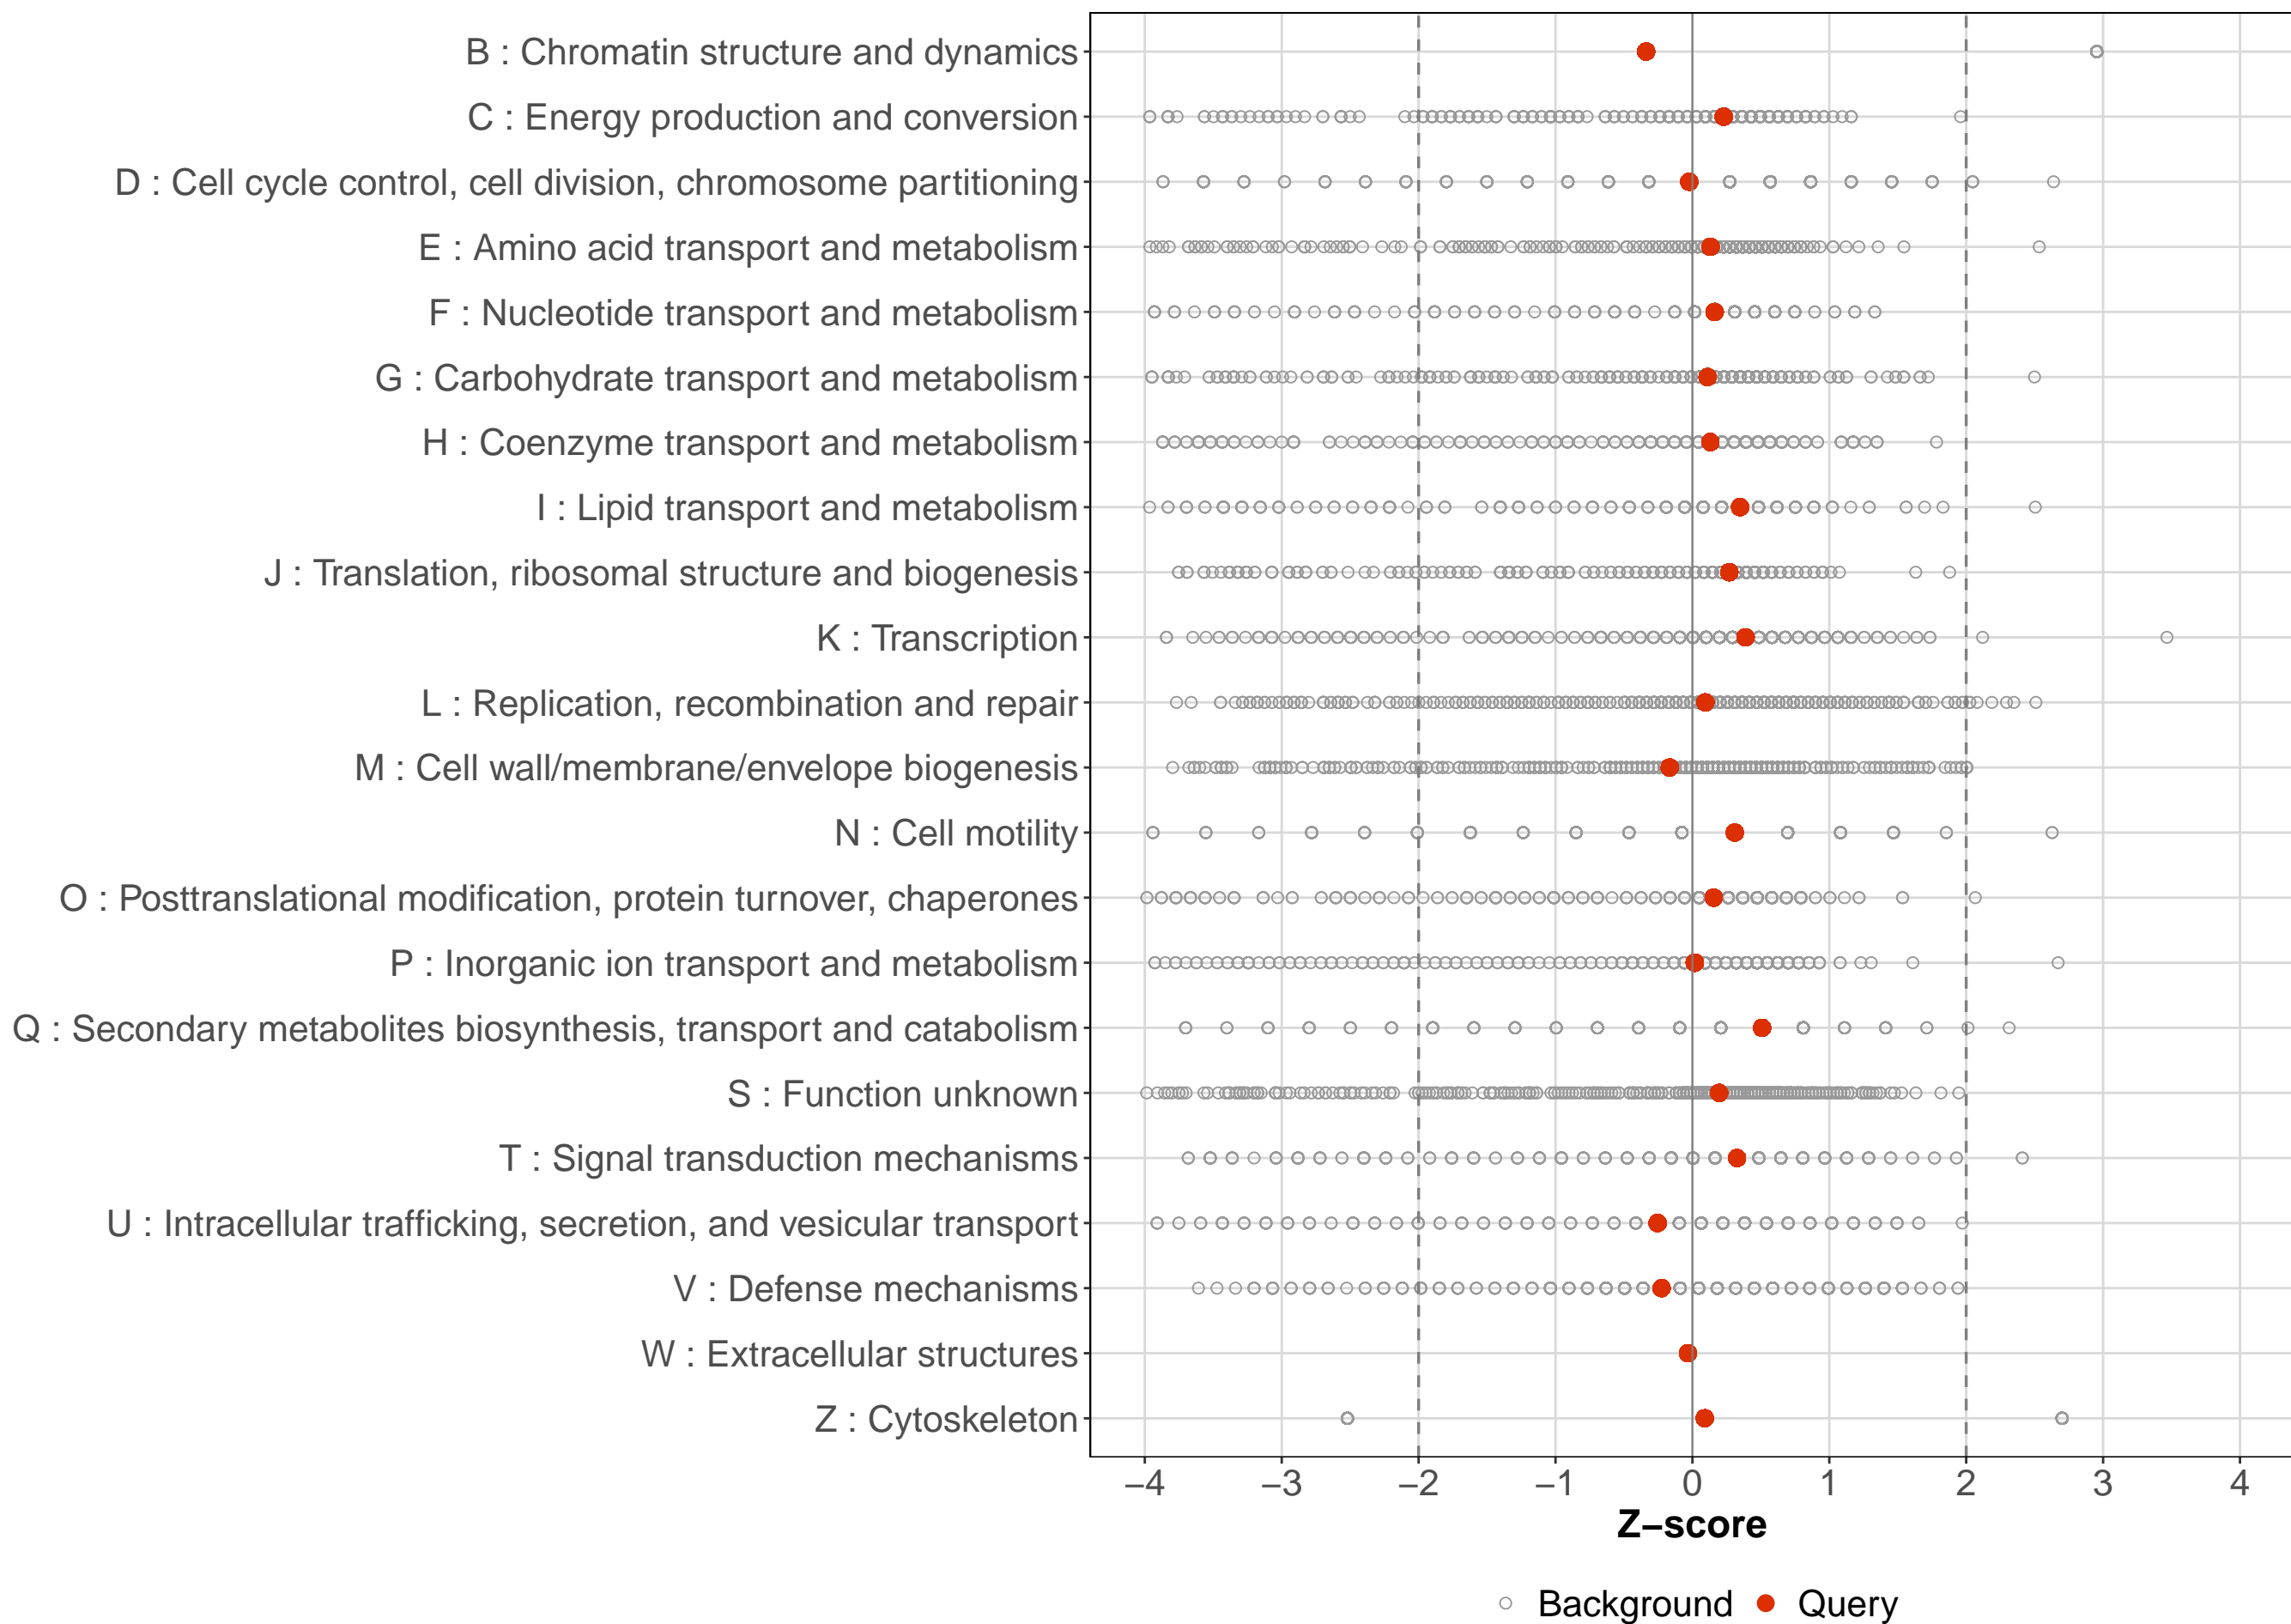 B : Chromatin structure and dynamics
C : Energy production and conversion
D : Cell cycle control, cell division, chromosome partitioning
E : Amino acid transport and metabolism
F : Nucleotide transport and metabolism
G : Carbohydrate transport and metabolism
H : Coenzyme transport and metabolism
I : Lipid transport and metabolism
J : Translation, ribosomal structure and biogenesis
K : Transcription
L : Replication, recombination and repair
M : Cell wall/membrane/envelope biogenesis
N : Cell motility
O : Posttranslational modification, protein turnover, chaperones
P : Inorganic ion transport and metabolism
Q : Secondary metabolites biosynthesis, transport and catabolism
S : Function unknown
T : Signal transduction mechanisms
U : Intracellular trafficking, secretion, and vesicular transport
V : Defense mechanisms
W : Extracellular structures
Z : Cytoskeleton
−4 −3 −2 −1 0 1 2 3 4
Z−score
Background Query